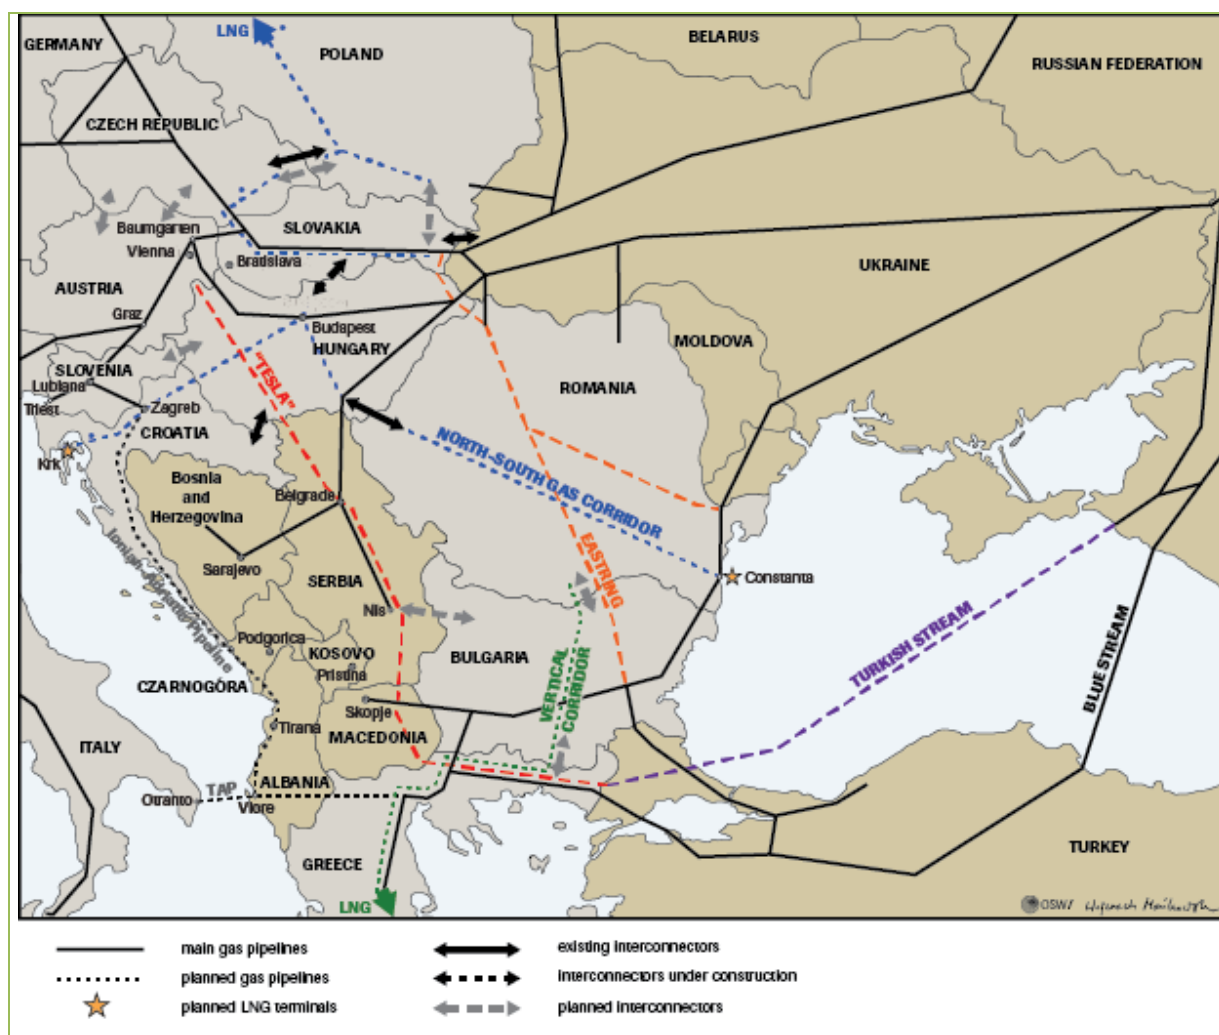 LNG
GERMANY
POLAND
BELARUS
RUSSIAN FEDERATION
CZECH REPUBLIC
SLOVAKIA
Baumgarten
Vienna
Bratislava
UKRAINE
AUSTRIA
Graz
Budapest
HUNGARY
MOLDOVA
SLOVENIA
"TESLA"
ROMANIA
Lublana
Triest
Zagreb
CROATIA
Krk
NORTH-SOUTH GAS CORRIDOR
Bosnia
and
Herzegovina
Belgrade
Ionian-Adriatic Pipeline
Sarajevo
SERBIA
EASTRING
Constanta
Nis
Podgorica
KOSOVO
Pristina
BULGARIA
VERTICAL
CORRIDOR
TURKISH STREAM
BLUE STREAM
CZARNOGÓRA
Skopje
Tirana
MACEDONIA
ITALY
ALBANIA
TAP
Otranto
Vlore
GREECE
TURKEY
LNG
OSW
main gas pipelines
existing interconnectors
planned gas pipelines
interconnectors under construction
planned LNG terminals
planned interconnectors